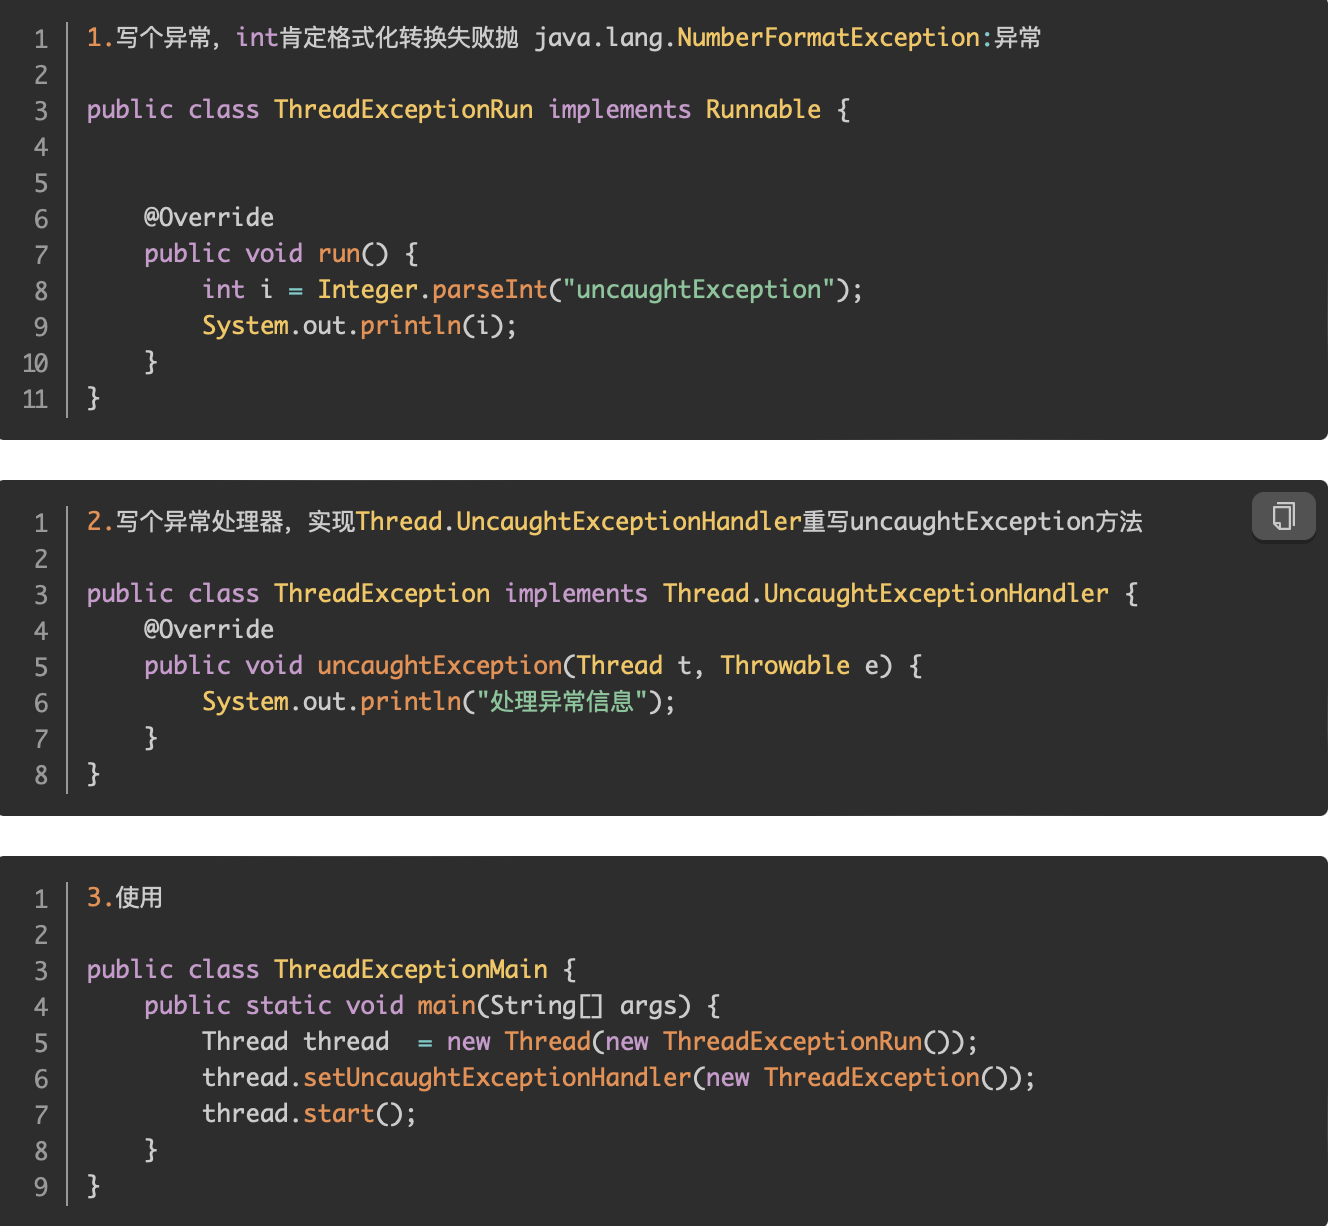 1 1.写个异常，int肯定格式化转换失败抛 java.lang.NumberFormatException:异常
2
3 public class ThreadExceptionRun implements Runnable {
4
5
6     @Override
7     public void run() {
8         int i = Integer.parseInt("uncaughtException");
9         System.out.println(i);
10     }
11 }
1 2.写个异常处理器，实现Thread.UncaughtExceptionHandler重写uncaughtException方法
2
3 public class ThreadException implements Thread.UncaughtExceptionHandler {
4     @Override
5     public void uncaughtException(Thread t, Throwable e) {
6         System.out.println("处理异常信息");
7     }
8 }
1 3.使用
2
3 public class ThreadExceptionMain {
4     public static void main(String[] args) {
5         Thread thread  = new Thread(new ThreadExceptionRun());
6         thread.setUncaughtExceptionHandler(new ThreadException());
7         thread.start();
8     }
9 }